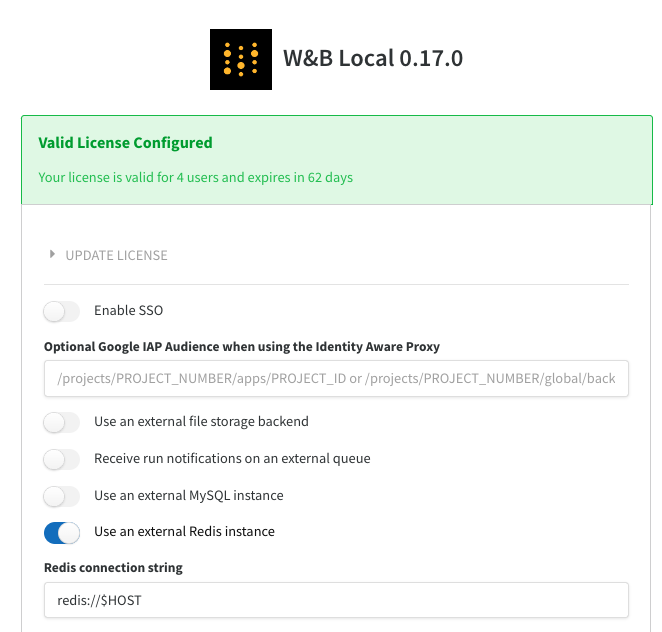 W&B Local 0.17.0
Valid License Configured
Your license is valid for 4 users and expires in 62 days
UPDATE LICENSE
Enable SSO
Optional Google IAP Audience when using the Identity Aware Proxy
/projects/PROJECT_NUMBER/apps/PROJECT_ID or /projects/PROJECT_NUMBER/global/back
Use an external file storage backend
Receive run notifications on an external queue
Use an external MySQL instance
Use an external Redis instance
Redis connection string
redis://$HOST